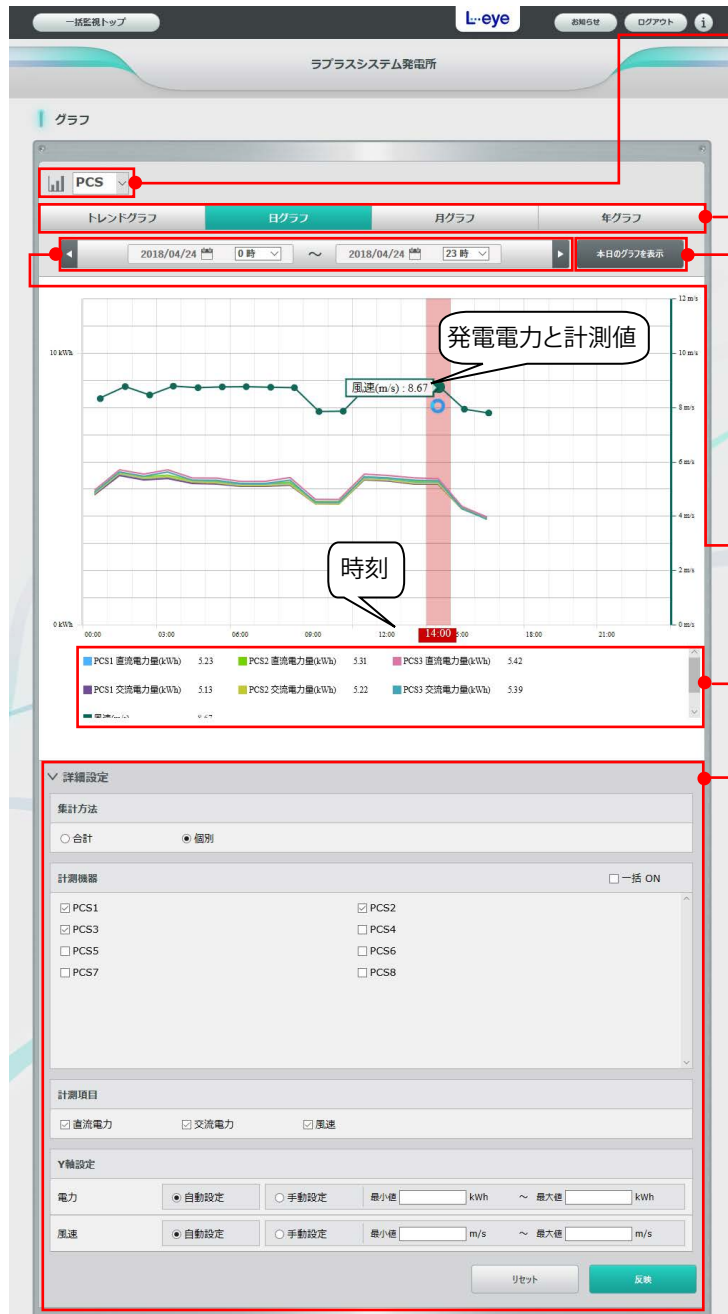 一括監視トップ
L・eye
お知らせ
ログアウト
i
ラプラスシステム発電所
グラフ
PCS
トレンドグラフ 日グラフ 月グラフ 年グラフ
2018/04/24 0 時 ～ 2018/04/24 23 時 本日のグラフを表示
12 m/s
発電電力と計測値
10 kWh
10 m/s
風速(m/s) : 8.67
8 m/s
6 m/s
4 m/s
時刻
2 m/s
0 kWh
0 m/s
00:00 03:00 06:00 09:00 12:00 14:00 5:00 18:00 21:00
PCS1 直流電力量(kWh) 5.23 PCS2 直流電力量(kWh) 5.31 PCS3 直流電力量(kWh) 5.42
PCS1 交流電力量(kWh) 5.13 PCS2 交流電力量(kWh) 5.22 PCS3 交流電力量(kWh) 5.39
風速(m/s) 8.67
詳細設定
集計方法
合計 個別
計測機器 一括 ON
PCS1 PCS2
PCS3 PCS4
PCS5 PCS6
PCS7 PCS8
計測項目
直流電力 交流電力 風速
Y軸設定
電力 自動設定 手動設定 最小値 kWh ～ 最大値 kWh
風速 自動設定 手動設定 最小値 m/s ～ 最大値 m/s
リセット 反映